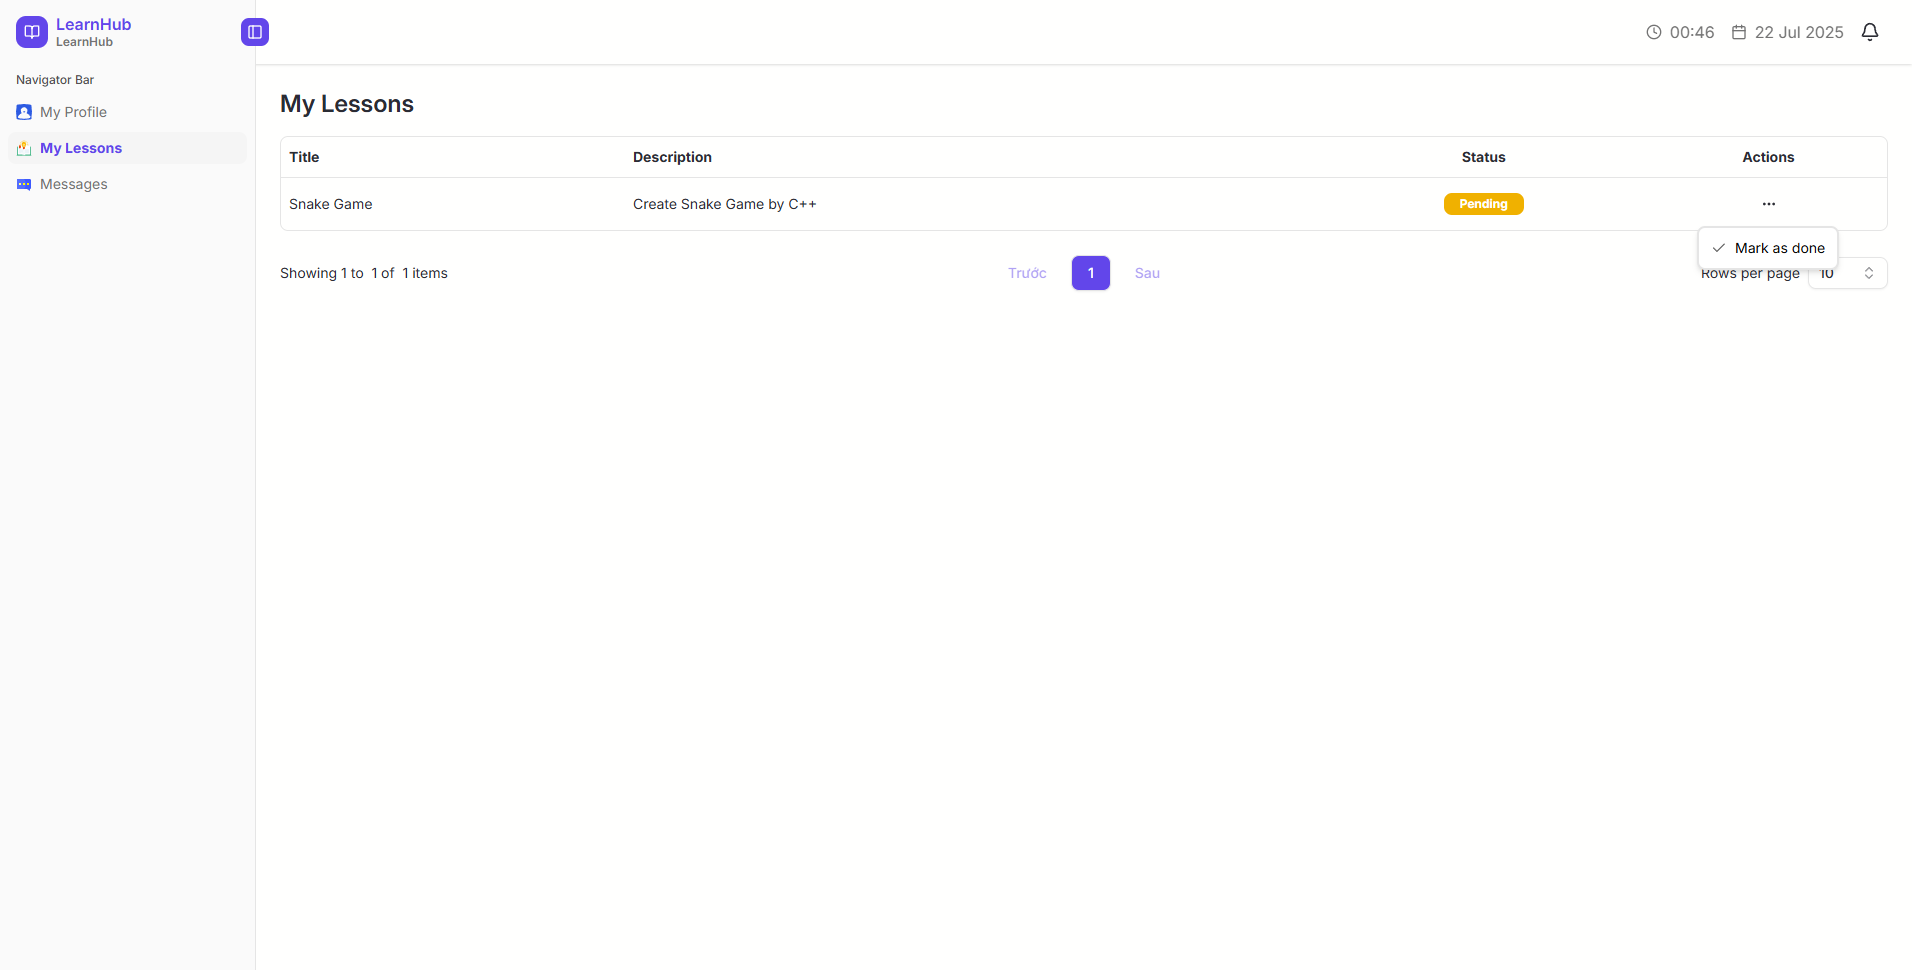 LearnHub
LearnHub
00:46
22 Jul 2025
Navigator Bar
My Profile
My Lessons
Messages
My Lessons
Title Description Status Actions
Snake Game Create Snake Game by C++ Pending
Mark as done
Showing 1 to 1 of 1 items
Trước 1 Sau
Rows per page 10